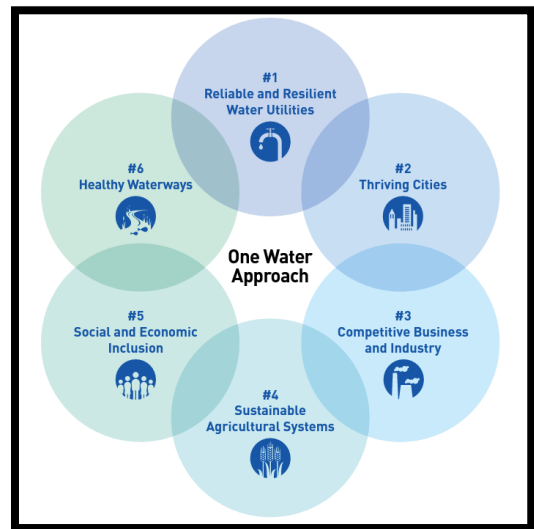 #1
Reliable and Resilient
Water Utilities
#2
Thriving Cities
#3
Competitive Business
and Industry
#4
Sustainable
Agricultural Systems
#5
Social and Economic
Inclusion
#6
Healthy Waterways
One Water
Approach